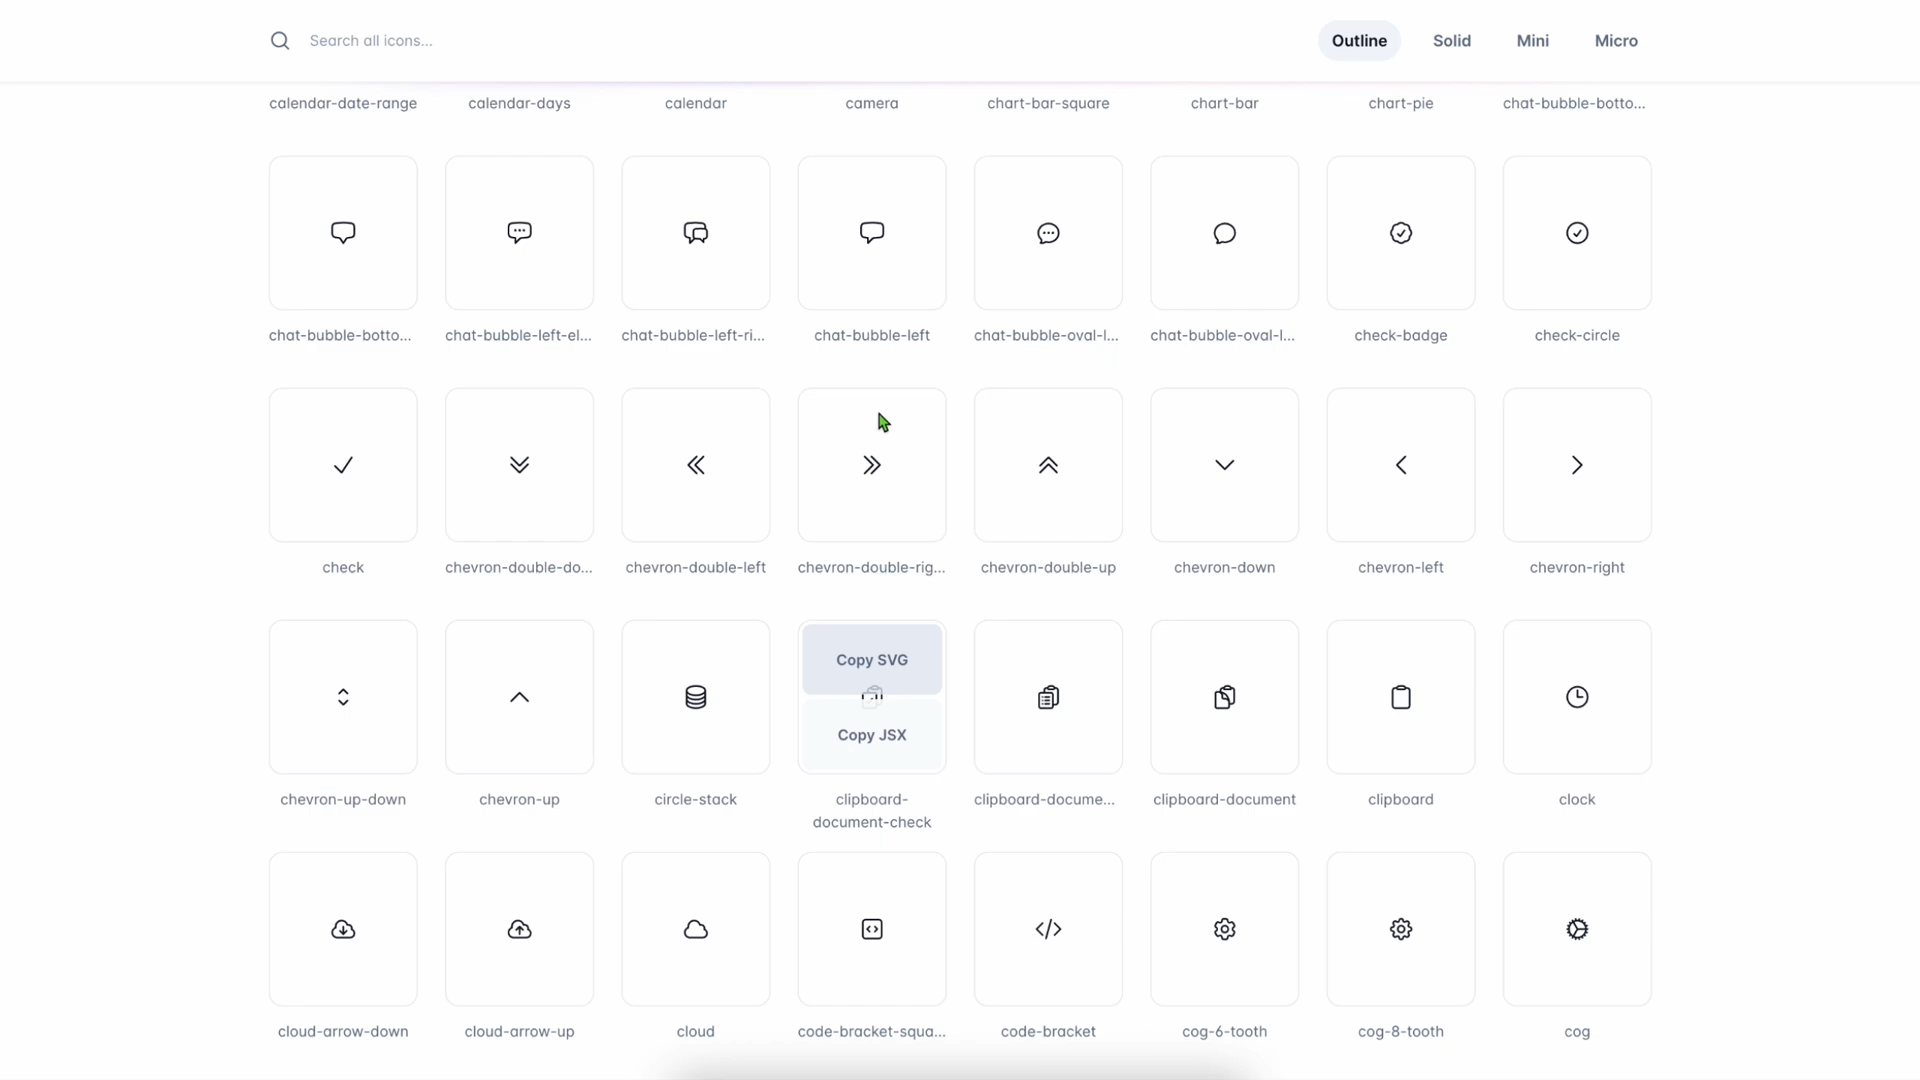 Search all icons...
Outline Solid Mini Micro
calendar-date-range calendar-days calendar camera chart-bar-square chart-bar chart-pie chat-bubble-botto...
chat-bubble-botto... chat-bubble-left-el... chat-bubble-left-ri... chat-bubble-left chat-bubble-oval-l... chat-bubble-oval-l... check-badge check-circle
check chevron-double-do... chevron-double-left chevron-double-rig... chevron-double-up chevron-down chevron-left chevron-right
Copy SVG
Copy JSX
chevron-up-down chevron-up circle-stack clipboard- clipboard-docume... clipboard-document clipboard clock
document-check
cloud-arrow-down cloud-arrow-up cloud code-bracket-squa... code-bracket cog-6-tooth cog-8-tooth cog